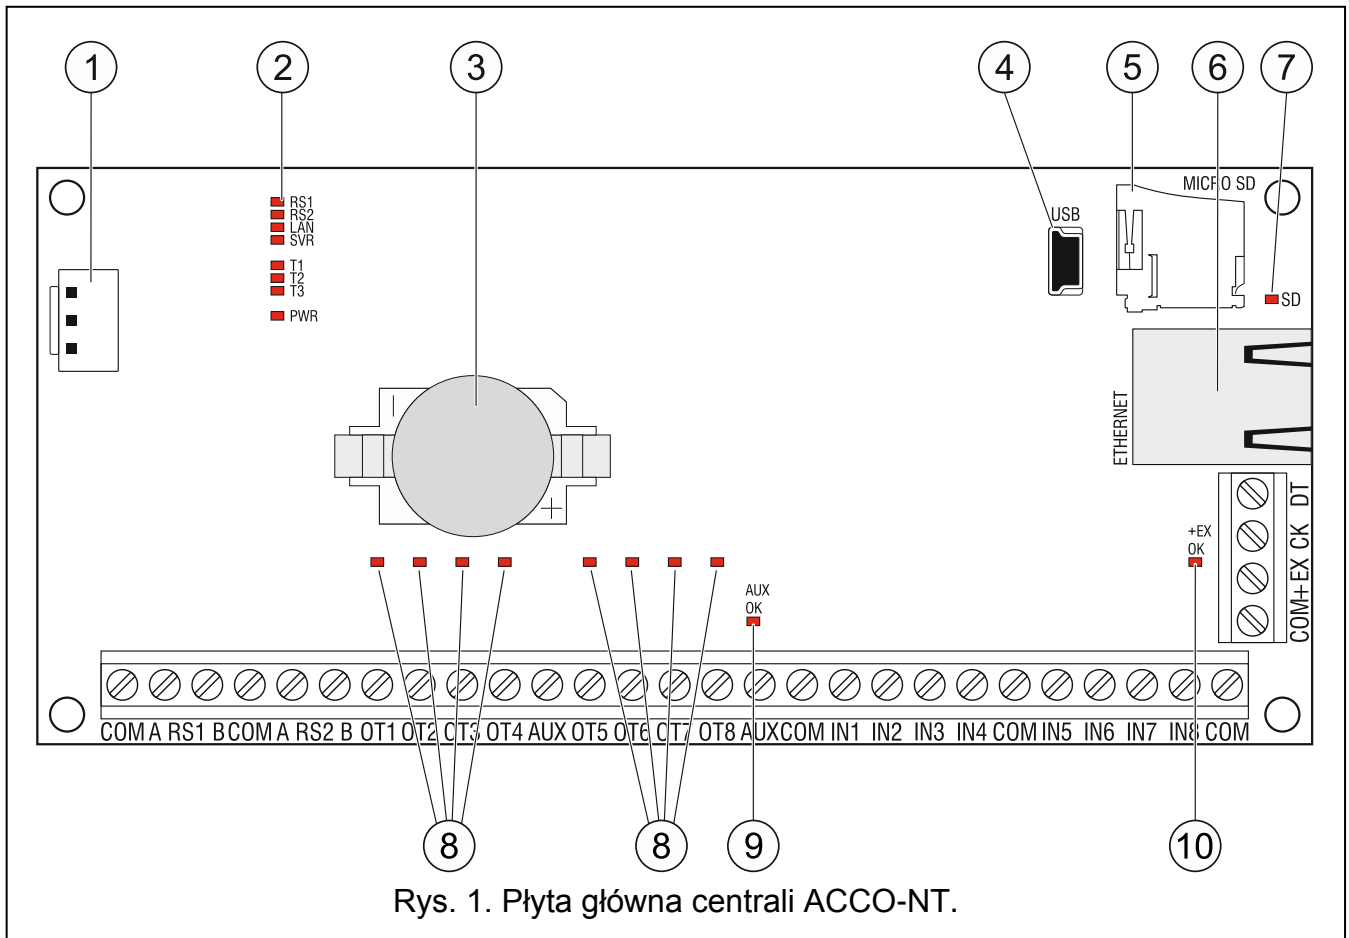 1 2 3 4 5 6 7
MICRO SD
USB
RS1
RS2
LAN
SVR
T1
T2
T3
PWR
SD
ETHERNET
DT
CK
+EX
COM
+EX
OK
AUX
OK
COM A RS1 B COM A RS2 B OT1 OT2 OT3 OT4 AUX OT5 OT6 OT7 OT8 AUX COM IN1 IN2 IN3 IN4 COM IN5 IN6 IN7 IN8 COM
8 8 9 10
Rys. 1. Płyta główna centrali ACCO-NT.